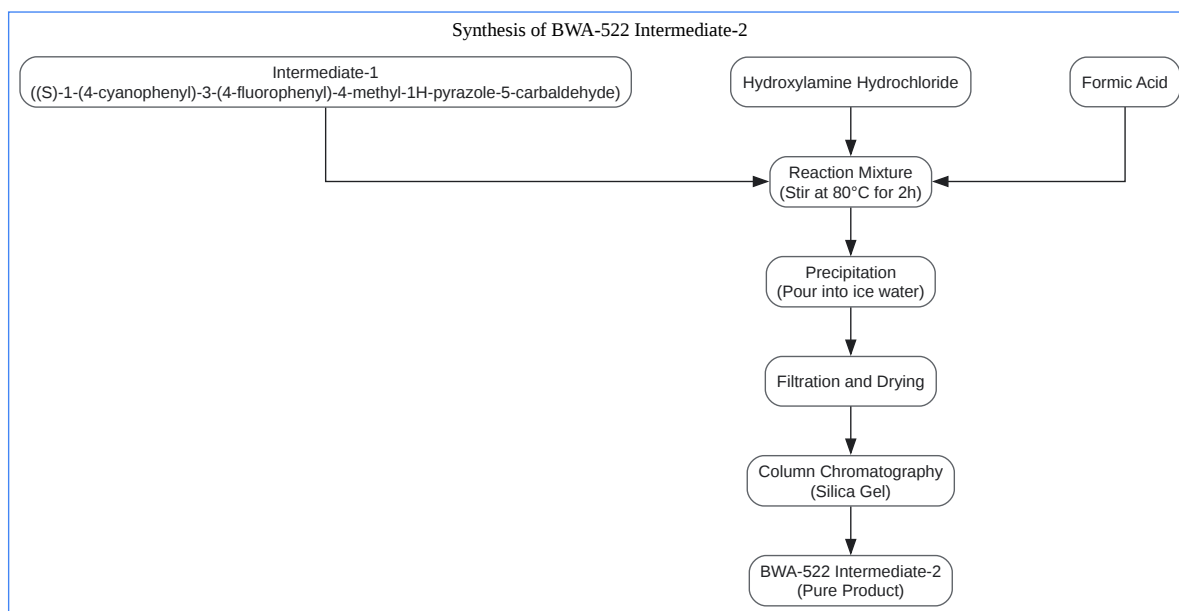 Synthesis of BWA-522 Intermediate-2
Intermediate-1
((S)-1-(4-cyanophenyl)-3-(4-fluorophenyl)-4-methyl-1H-pyrazole-5-carbaldehyde)
Hydroxylamine Hydrochloride
Formic Acid
Reaction Mixture
(Stir at 80°C for 2h)
Precipitation
(Pour into ice water)
Filtration and Drying
Column Chromatography
(Silica Gel)
BWA-522 Intermediate-2
(Pure Product)